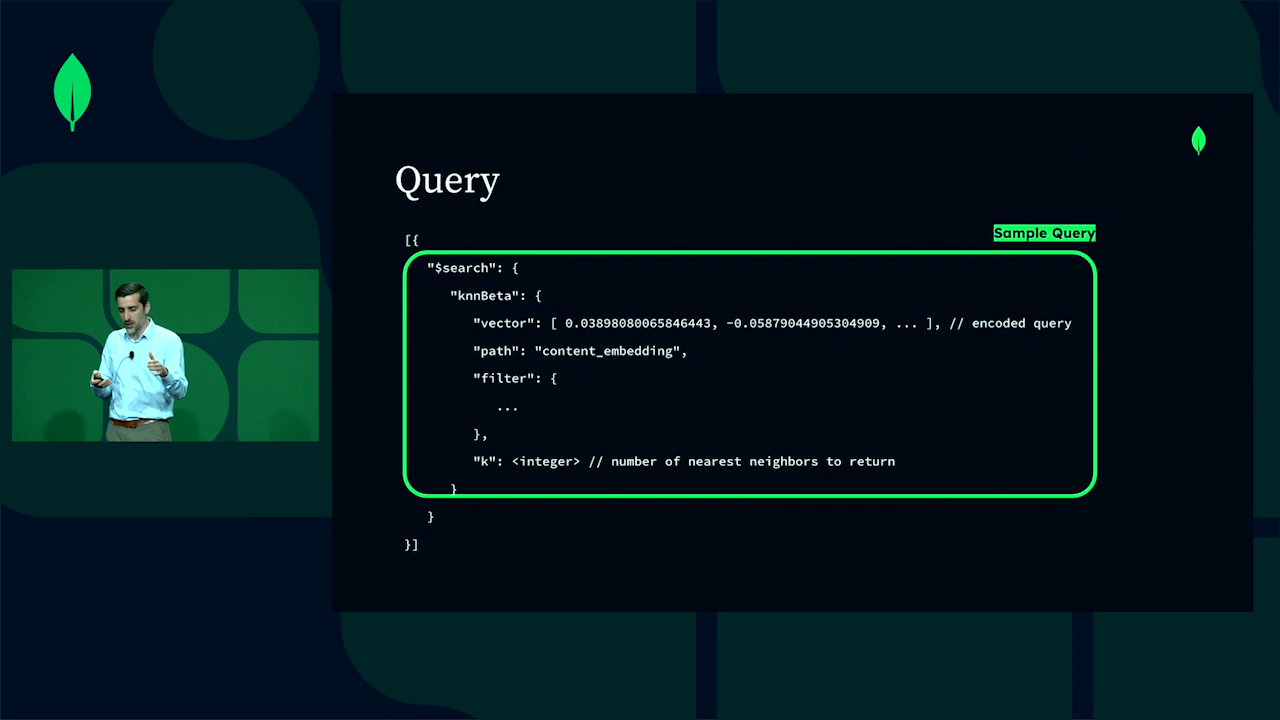 Query
Sample Query
[{
"$search": {
"knnBeta": {
"vector": [ 0.03898080065846443, -0.05879044905304909, ... ], // encoded query
"path": "content_embedding",
"filter": {
...
},
"k": <integer> // number of nearest neighbors to return
}
}
}]